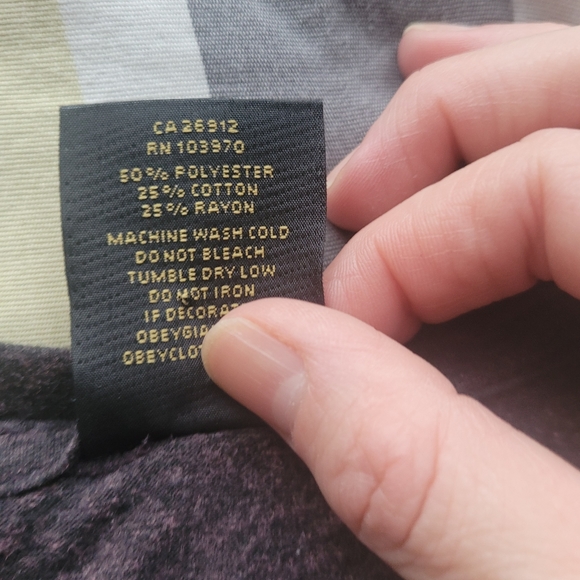 CA 26912
RN 103970
50% POLYESTER
25% COTTON
25% RAYON
MACHINE WASH COLD
DO NOT BLEACH
TUMBLE DRY LOW
DO NOT IRON
IF